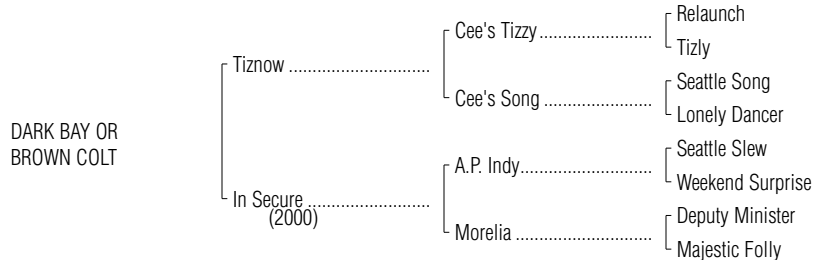 Relaunch
Cee's Tizzy..........................
Tizly
Tiznow ................................
Seattle Song
Cee's Song ..........................
Lonely Dancer
DARK BAY OR
BROWN COLT
Seattle Slew
A.P. Indy..............................
Weekend Surprise
In Secure ............................
(2000)
Deputy Minister
Morelia ................................
Majestic Folly